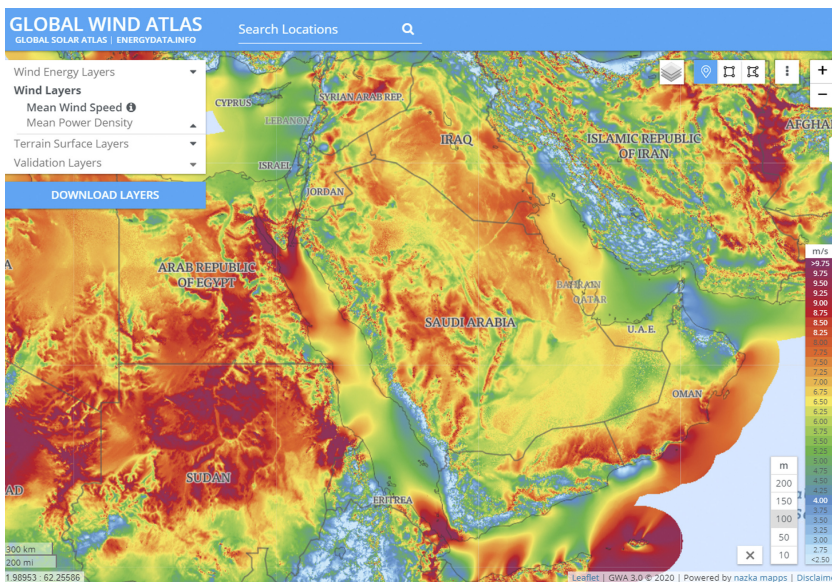 GLOBAL WIND ATLAS
GLOBAL SOLAR ATLAS | ENERGYDATA.INFO
Search Locations
Wind Energy Layers
Wind Layers
Mean Wind Speed
Mean Power Density
Terrain Surface Layers
Validation Layers
DOWNLOAD LAYERS
+
−
CYPRUS
SYRIAN ARAB REP.
LEBANON
IRAQ
ISLAMIC REPUBLIC
OF IRAN
AFGHA
ISRAEL
JORDAN
ARAB REPUBLIC
OF EGYPT
BAHRAIN
QATAR
SAUDI ARABIA
U.A.E.
OMAN
SUDAN
AD
ERITREA
m/s
>9.75
9.75
9.50
9.25
9.00
8.75
8.50
8.25
8.00
7.75
7.50
7.25
7.00
6.75
6.50
6.25
6.00
5.75
5.50
5.25
5.00
4.75
4.50
4.25
4.00
3.75
3.50
3.25
3.00
2.75
<2.50
m
200
150
100
50
10
300 km
200 mi
1.98953 : 62.25586
Leaflet | GWA 3.0 © 2020 | Powered by nazka mapps | Disclaim